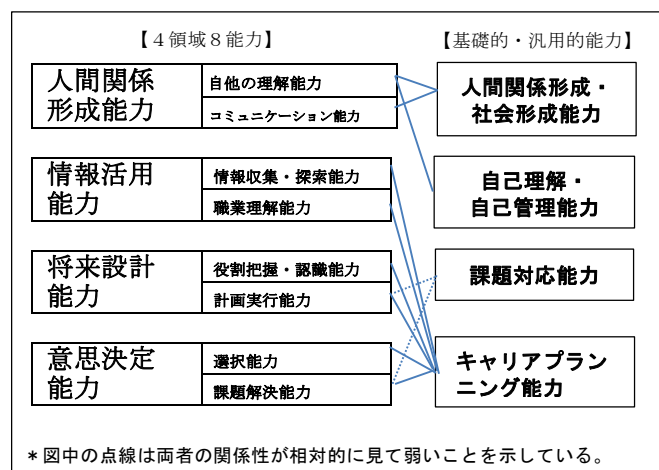 【４領域８能力】
【基礎的・汎用的能力】
人間関係
形成能力
自他の理解能力
コミュニケーション能力
人間関係形成・
社会形成能力
情報活用
能力
情報収集・探索能力
職業理解能力
自己理解・
自己管理能力
将来設計
能力
役割把握・認識能力
計画実行能力
課題対応能力
意思決定
能力
選択能力
課題解決能力
キャリアプラン
ニング能力
＊図中の点線は両者の関係性が相対的に見て弱いことを示している。